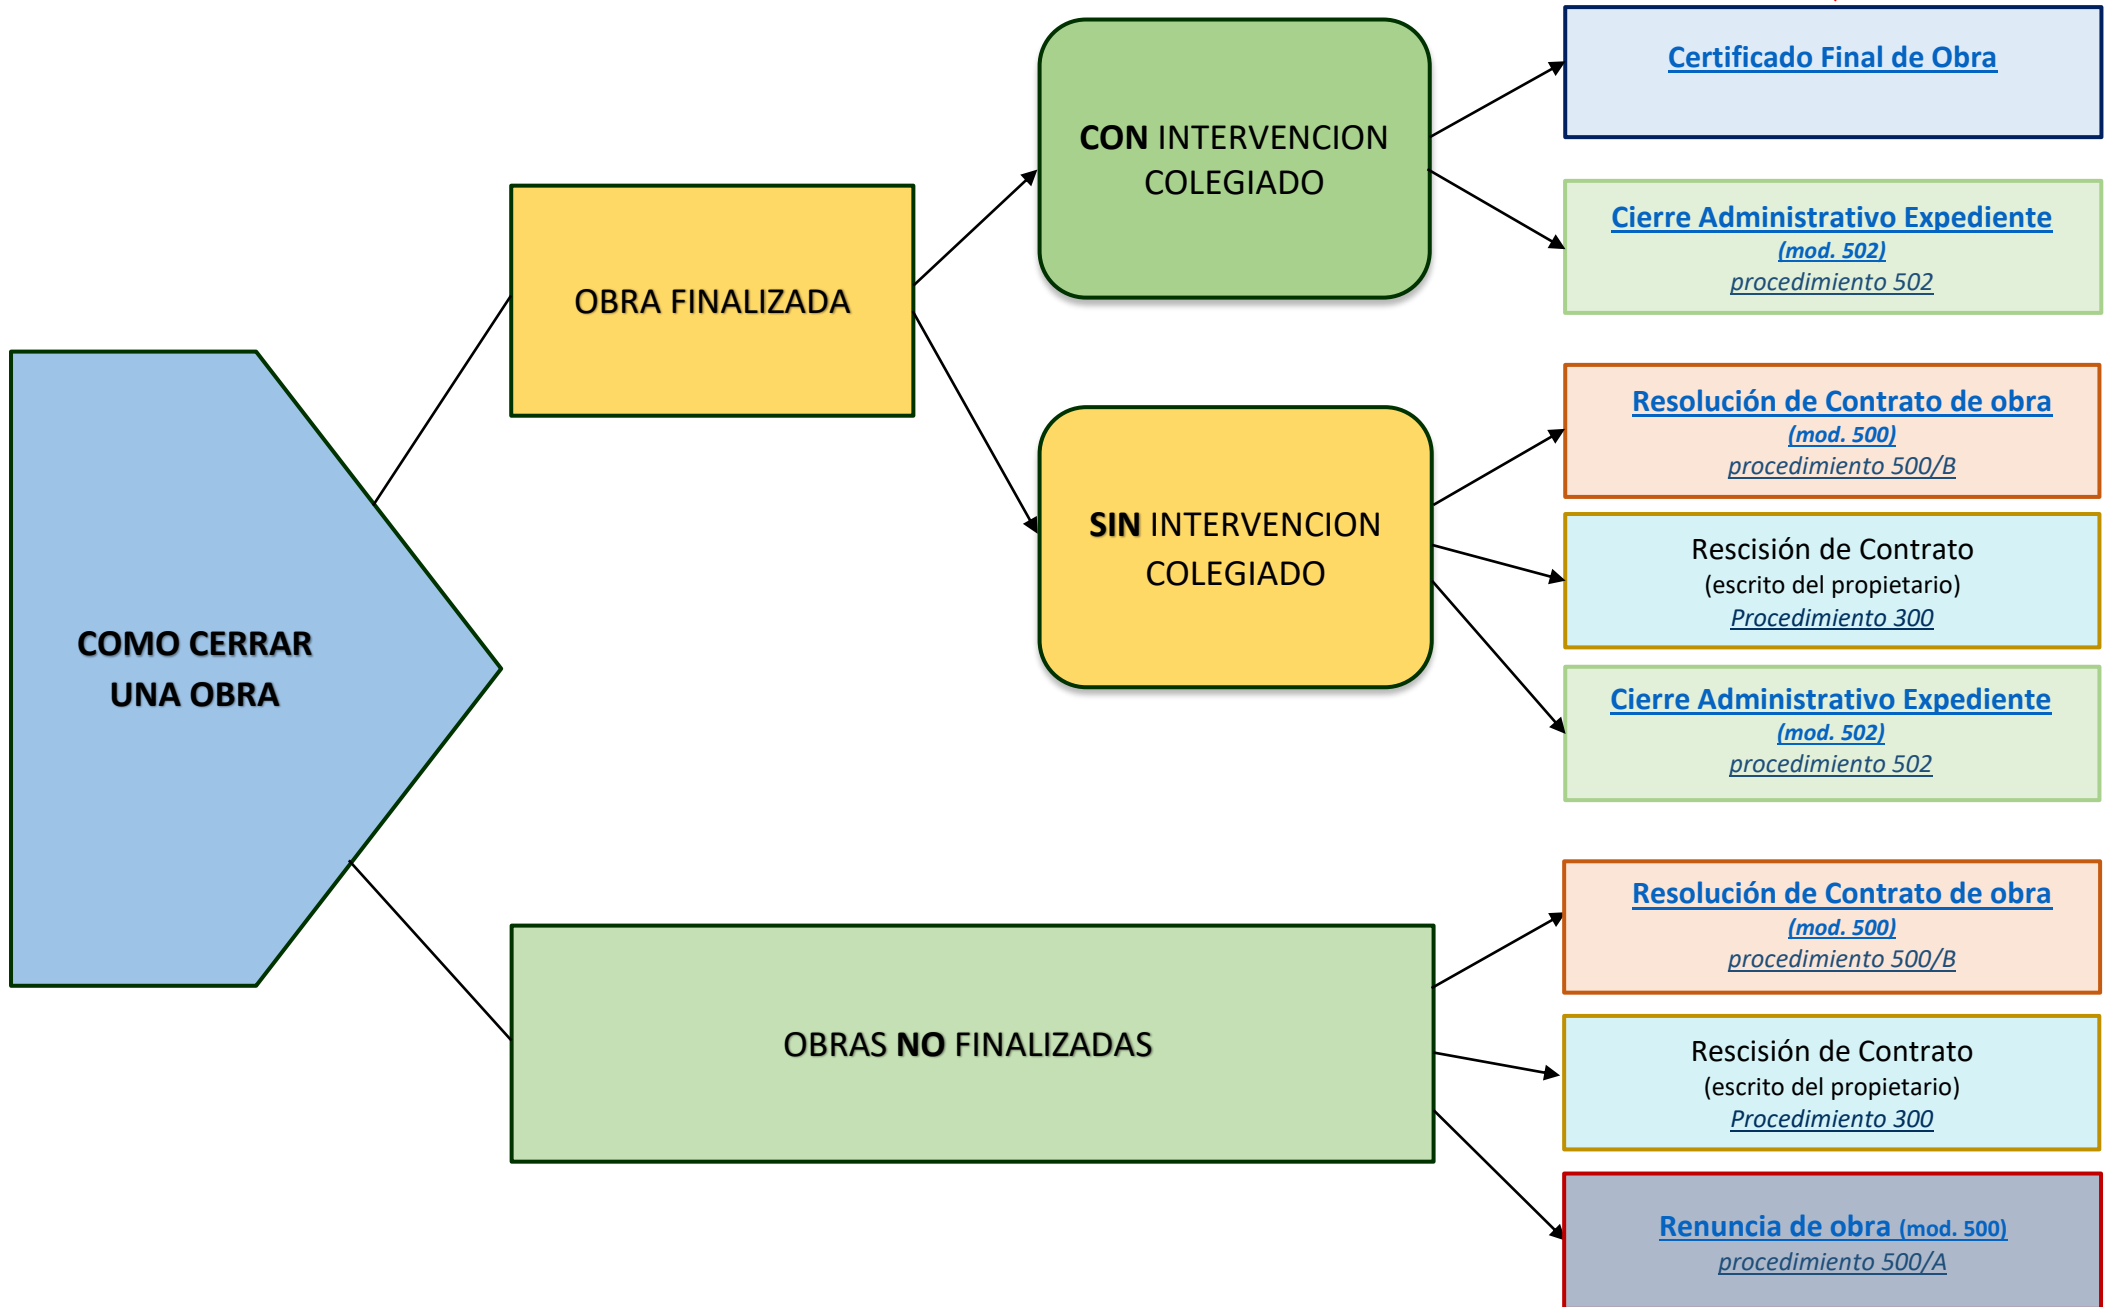 Certificado Final de Obra
CON INTERVENCION
COLEGIADO
Cierre Administrativo Expediente
(mod. 502)
procedimiento 502
OBRA FINALIZADA
Resolución de Contrato de obra
(mod. 500)
procedimiento 500/B
SIN INTERVENCION
COLEGIADO
Rescisión de Contrato
(escrito del propietario)
Procedimiento 300
COMO CERRAR
UNA OBRA
Cierre Administrativo Expediente
(mod. 502)
procedimiento 502
Resolución de Contrato de obra
(mod. 500)
procedimiento 500/B
OBRAS NO FINALIZADAS
Rescisión de Contrato
(escrito del propietario)
Procedimiento 300
Renuncia de obra (mod. 500)
procedimiento 500/A